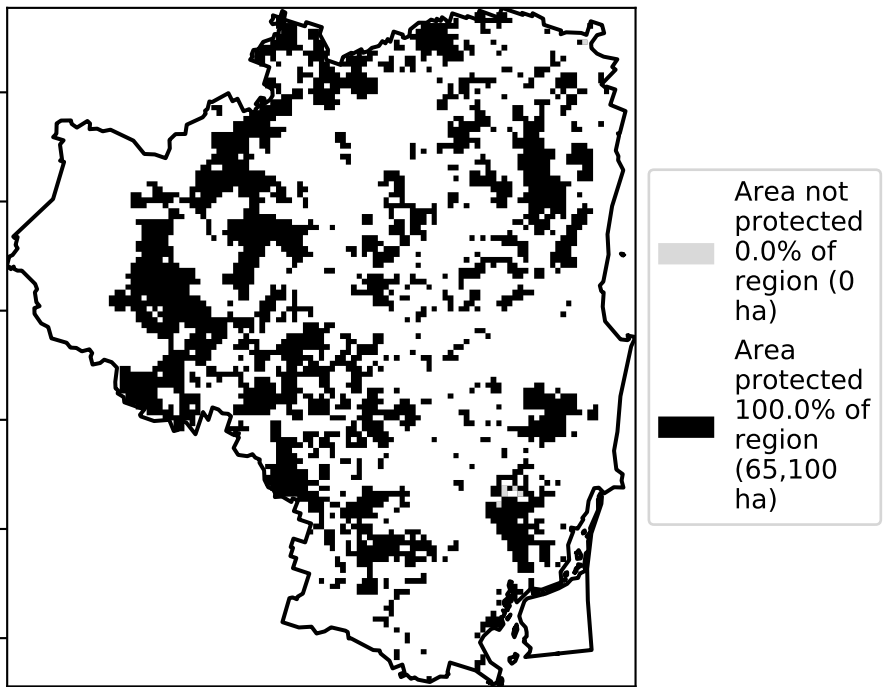 Area not
protected
0.0% of
region (0
ha)
Area
protected
100.0% of
region
(65,100
ha)